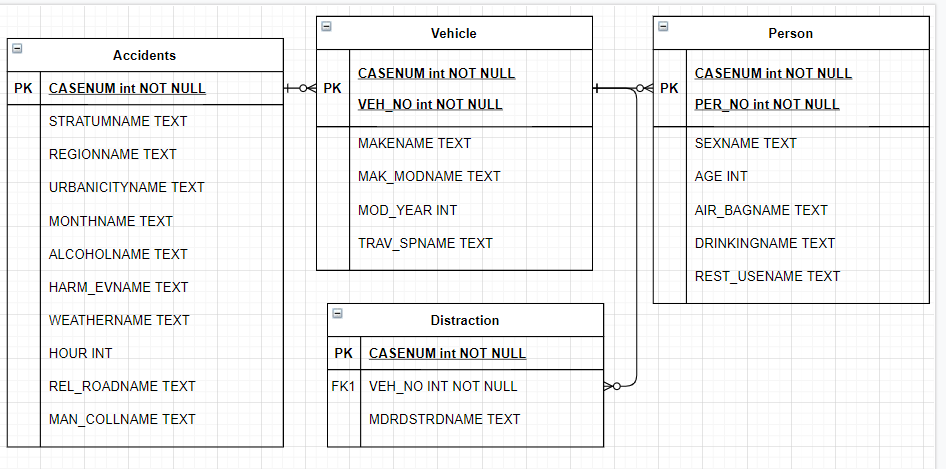 Accidents
PK CASENUM int NOT NULL
STRATUMNAME TEXT
REGIONNAME TEXT
URBANICITYNAME TEXT
MONTHNAME TEXT
ALCOHOLNAME TEXT
HARM_EVNAME TEXT
WEATHERNAME TEXT
HOUR INT
REL_ROADNAME TEXT
MAN_COLLNAME TEXT
Vehicle
PK CASENUM int NOT NULL
VEH_NO int NOT NULL
MAKENAME TEXT
MAK_MODNAME TEXT
MOD_YEAR INT
TRAV_SPNAME TEXT
Person
PK CASENUM int NOT NULL
PER_NO int NOT NULL
SEXNAME TEXT
AGE INT
AIR_BAGNAME TEXT
DRINKINGNAME TEXT
REST_USENAME TEXT
Distraction
PK CASENUM int NOT NULL
FK1 VEH_NO INT NOT NULL
MDRDSTRDNAME TEXT